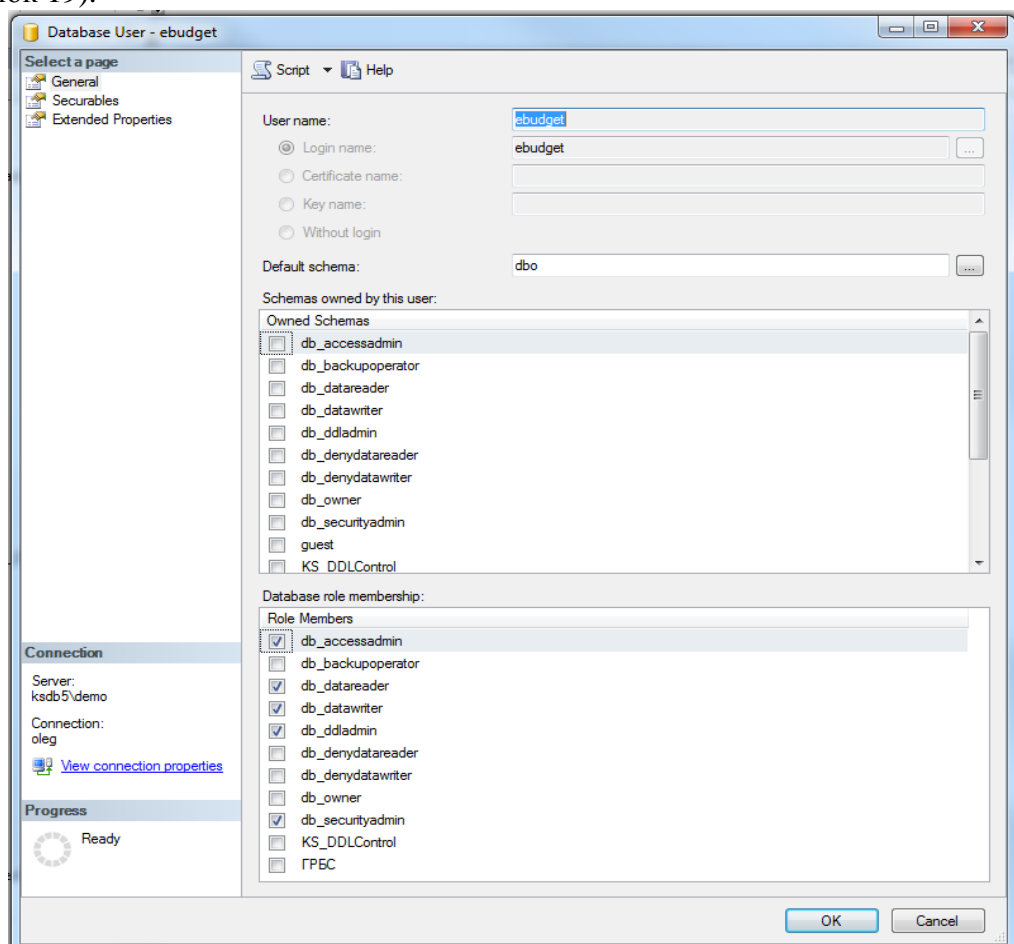 Database User - ebudget
Select a page
General
Securables
Extended Properties
Script Help
User name: ebudget
Login name: ebudget ...
Certificate name:
Key name:
Without login
Default schema: dbo ...
Schemas owned by this user:
Owned Schemas
db_accessadmin
db_backupoperator
db_datareader
db_datawriter
db_ddladmin
db_denydatareader
db_denydatawriter
db_owner
db_securityadmin
guest
KS_DDLControl
Database role membership:
Role Members
db_accessadmin
db_backupoperator
db_datareader
db_datawriter
db_ddladmin
db_denydatareader
db_denydatawriter
db_owner
db_securityadmin
KS_DDLControl
ГРБС
Connection
Server:
ksdb5\demo
Connection:
oleg
View connection properties
Progress
Ready
OK Cancel